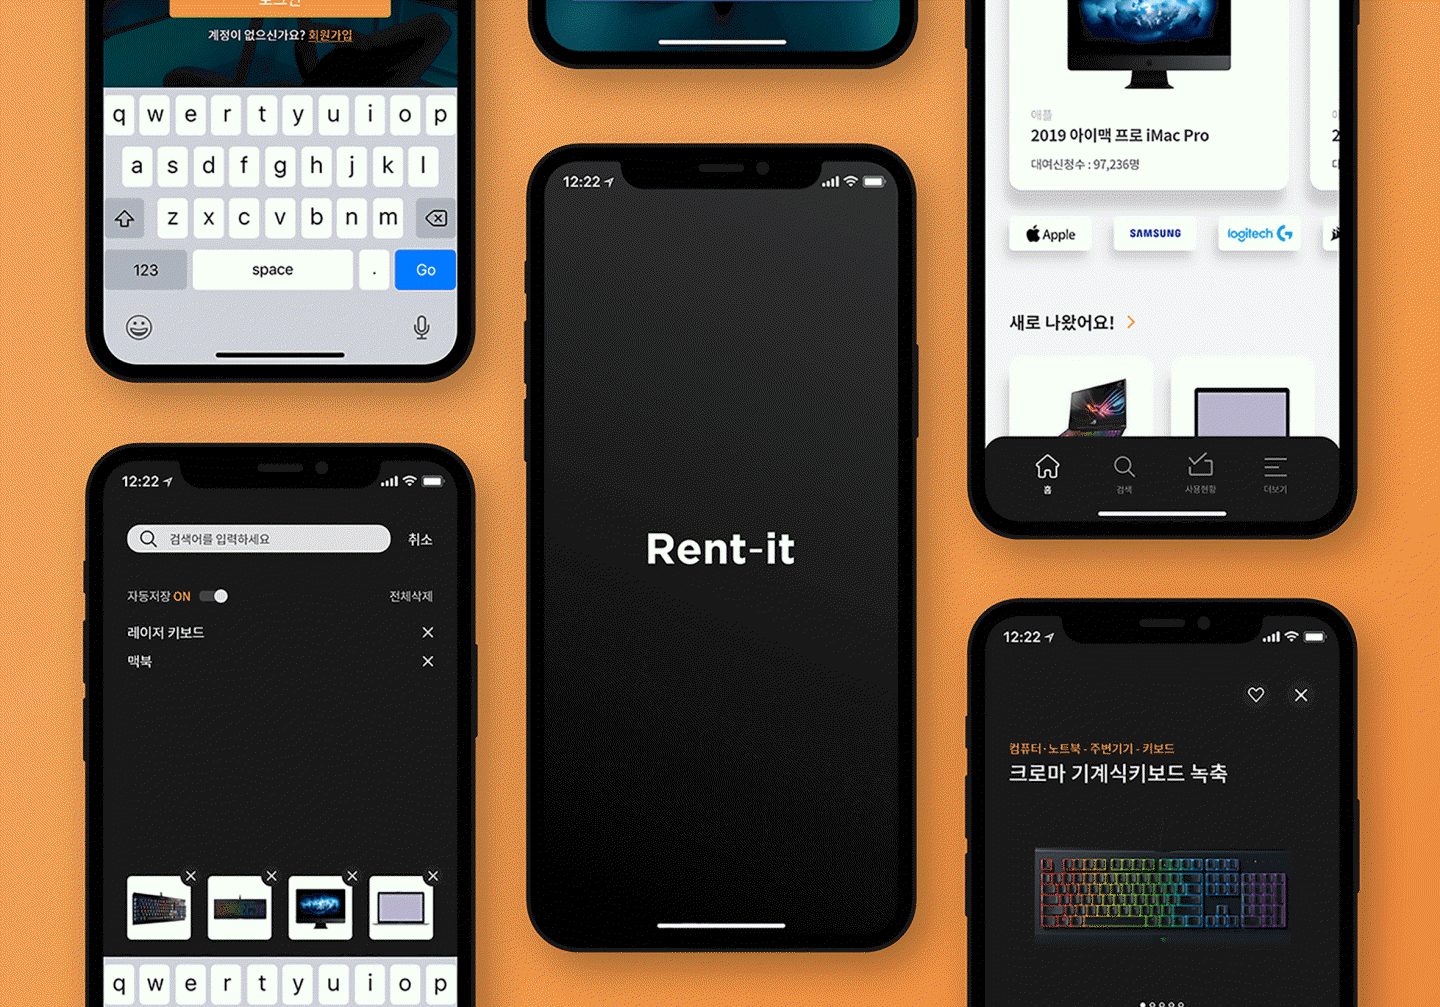 로그인
계정이 없으신가요? 회원가입
q w e r t y u i o p
a s d f g h j k l
z x c v b n m
123 space . Go
12:22
검색어를 입력하세요 취소
자동저장 ON 전체삭제
레이저 키보드
맥북
q w e r t y u i o p
12:22
Rent-it
애플
2019 아이맥 프로 iMac Pro
대여신청수 : 97,236명
Apple SAMSUNG logitech G
새로 나왔어요!
홈 검색 사용현황 더보기
12:22
컴퓨터·노트북 - 주변기기 - 키보드
크로마 기계식키보드 녹축